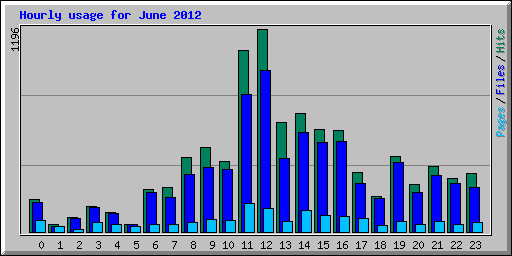 Hourly usage for June 2012
1196
Pages/Files/Hits
0 1 2 3 4 5 6 7 8 9 10 11 12 13 14 15 16 17 18 19 20 21 22 23